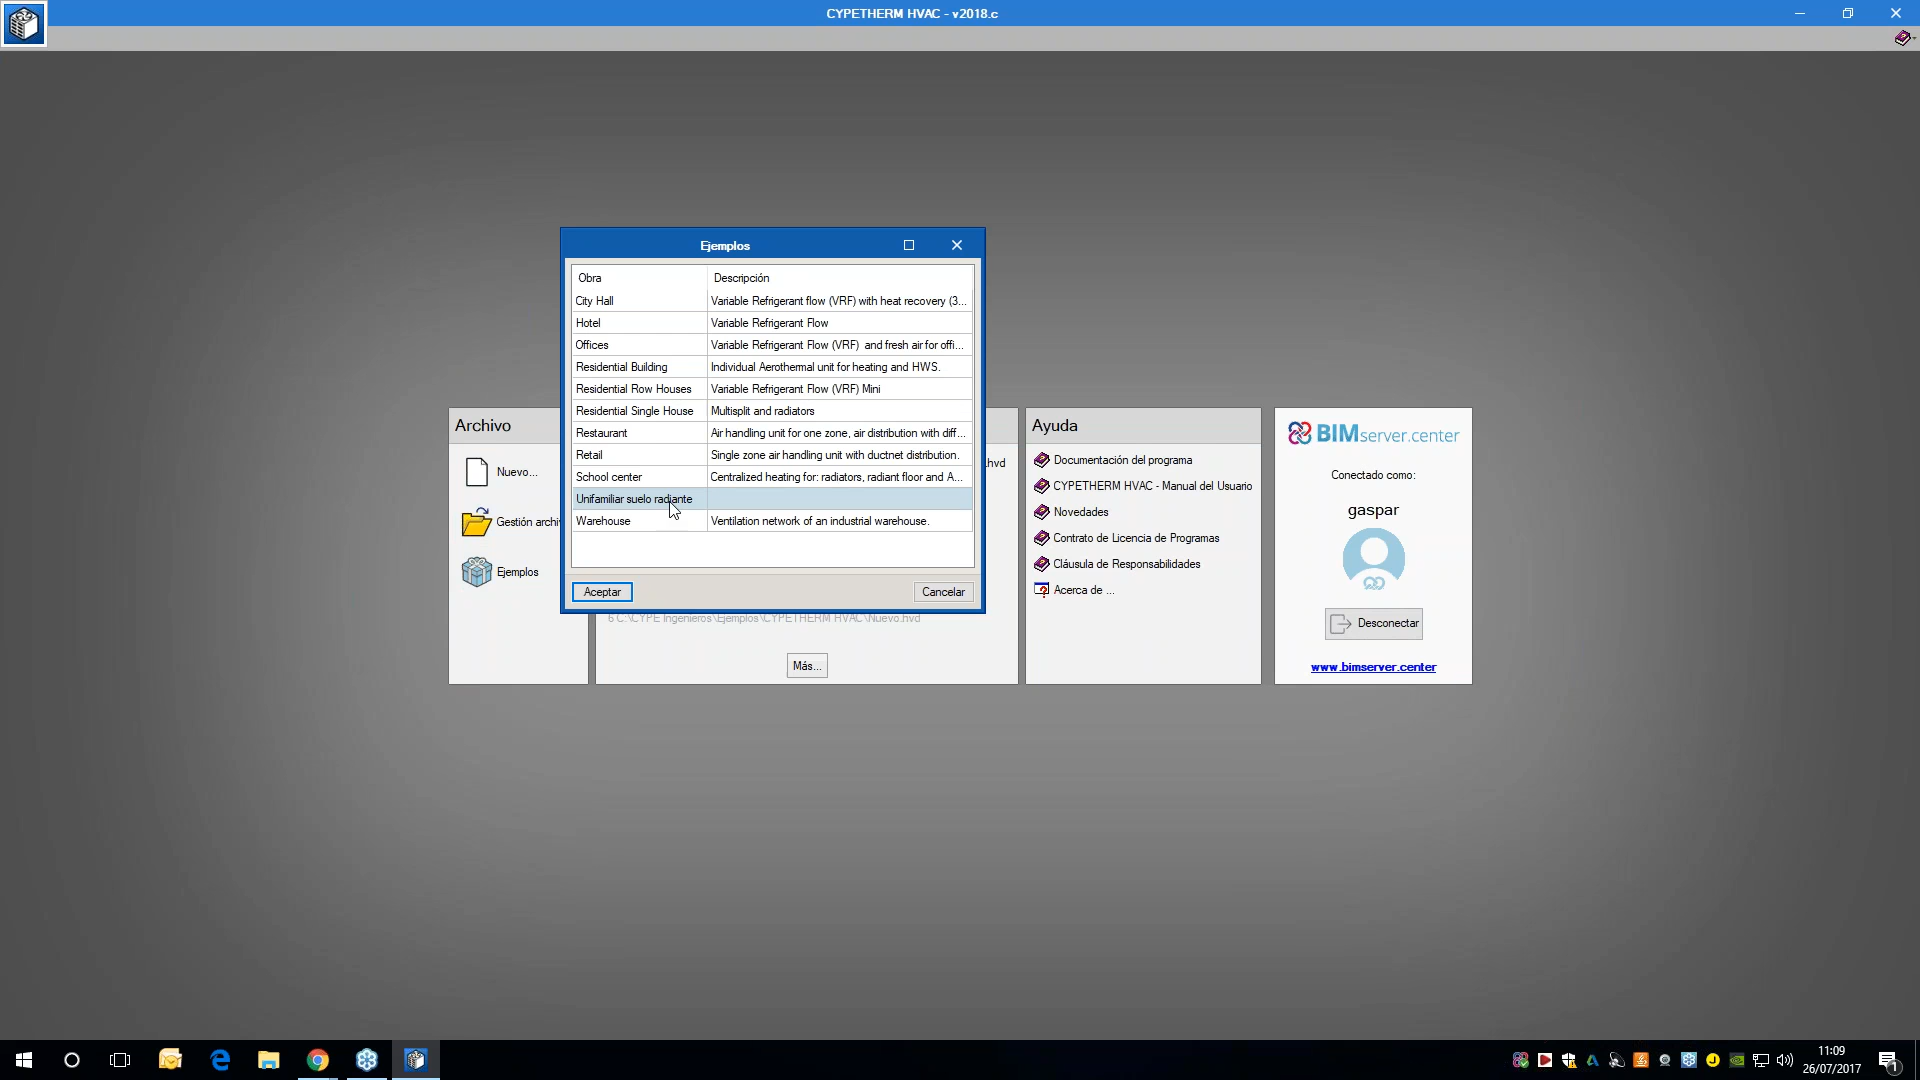 CYPETHERM HVAC - v2018.c
Ejemplos
Obra Descripción
City Hall Variable Refrigerant flow (VRF) with heat recovery (3...
Hotel Variable Refrigerant Flow
Offices Variable Refrigerant Flow (VRF) and fresh air for offi...
Residential Building Individual Aerothermal unit for heating and HWS.
Residential Row Houses Variable Refrigerant Flow (VRF) Mini
Residential Single House Multisplit and radiators
Restaurant Air handling unit for one zone, air distribution with diff...
Retail Single zone air handling unit with ductnet distribution.
School center Centralized heating for: radiators, radiant floor and A...
Unifamiliar suelo radiante
Warehouse Ventilation network of an industrial warehouse.
Aceptar Cancelar
Archivo
Nuevo...
Gestión archi
Ejemplos
.hvd
6 C:\CYPE Ingenieros\Ejemplos\CYPETHERM HVAC\Nuevo.hvd
Más...
Ayuda
Documentación del programa
CYPETHERM HVAC - Manual del Usuario
Novedades
Contrato de Licencia de Programas
Cláusula de Responsabilidades
Acerca de ...
BIMserver.center
Conectado como:
gaspar
Desconectar
www.bimserver.center
11:09
26/07/2017
1